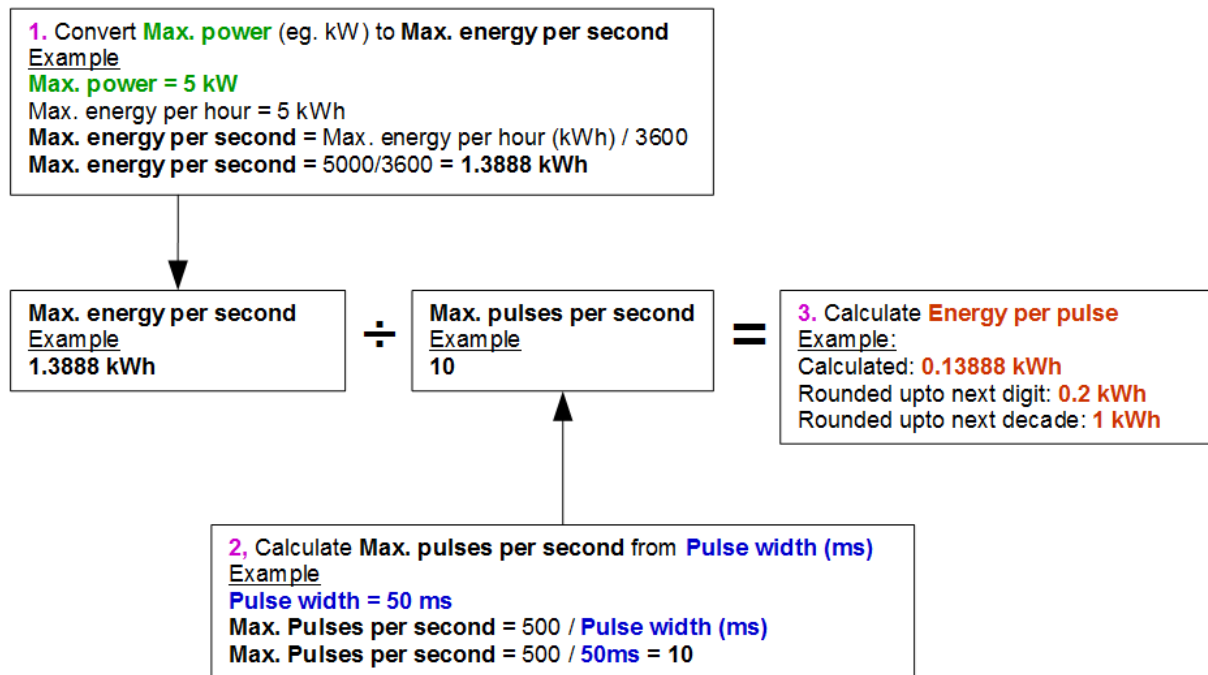 1. Convert Max. power (eg. kW) to Max. energy per second
Example
Max. power = 5 kW
Max. energy per hour = 5 kWh
Max. energy per second = Max. energy per hour (kWh) / 3600
Max. energy per second = 5000/3600 = 1.3888 kWh
Max. energy per second
Example
1.3888 kWh
÷
Max. pulses per second
Example
10
=
3. Calculate Energy per pulse
Example:
Calculated: 0.13888 kWh
Rounded upto next digit: 0.2 kWh
Rounded upto next decade: 1 kWh
2, Calculate Max. pulses per second from Pulse width (ms)
Example
Pulse width = 50 ms
Max. Pulses per second = 500 / Pulse width (ms)
Max. Pulses per second = 500 / 50ms = 10